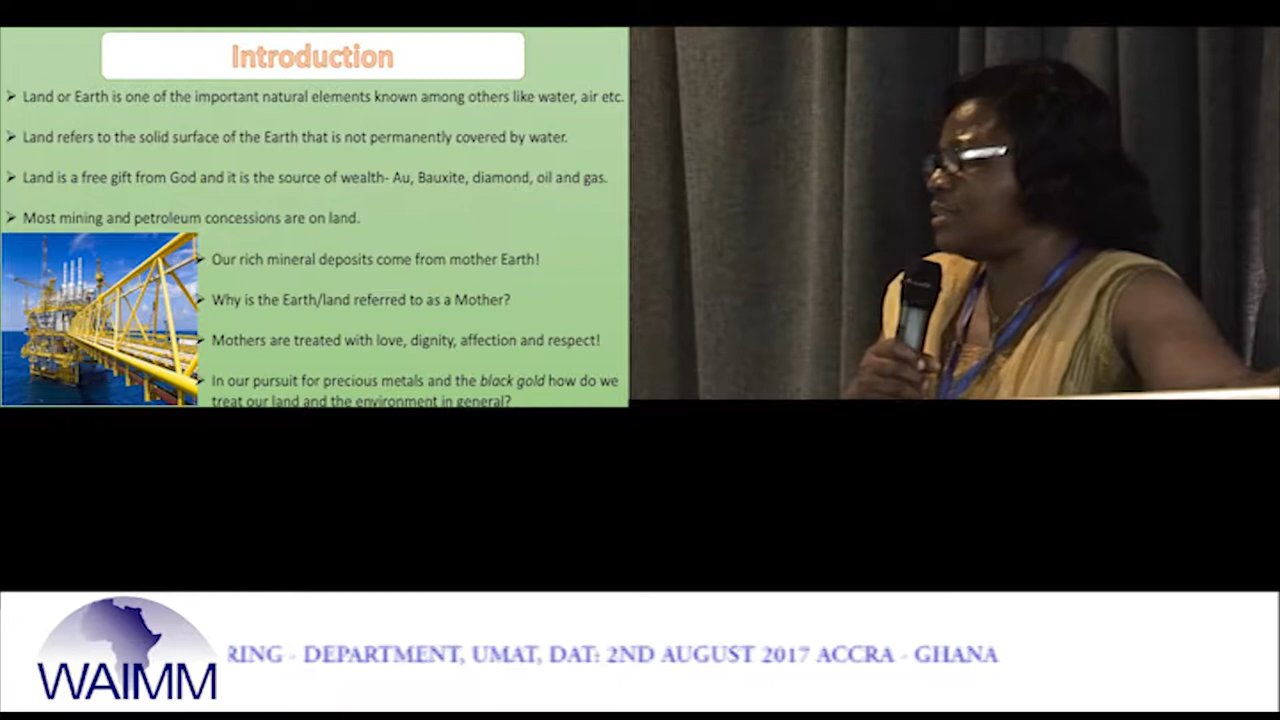 Introduction
Land or Earth is one of the important natural elements known among others like water, air etc.
Land refers to the solid surface of the Earth that is not permanently covered by water.
Land is a free gift from God and it is the source of wealth- Au, Bauxite, diamond, oil and gas.
Most mining and petroleum concessions are on land.
Our rich mineral deposits come from mother Earth!
Why is the Earth/land referred to as a Mother?
Mothers are treated with love, dignity, affection and respect!
In our pursuit for precious metals and the black gold how do we
treat our land and the environment in general?
WAIMM
RING - DEPARTMENT, UMAT, DAT: 2ND AUGUST 2017 ACCRA - GHANA